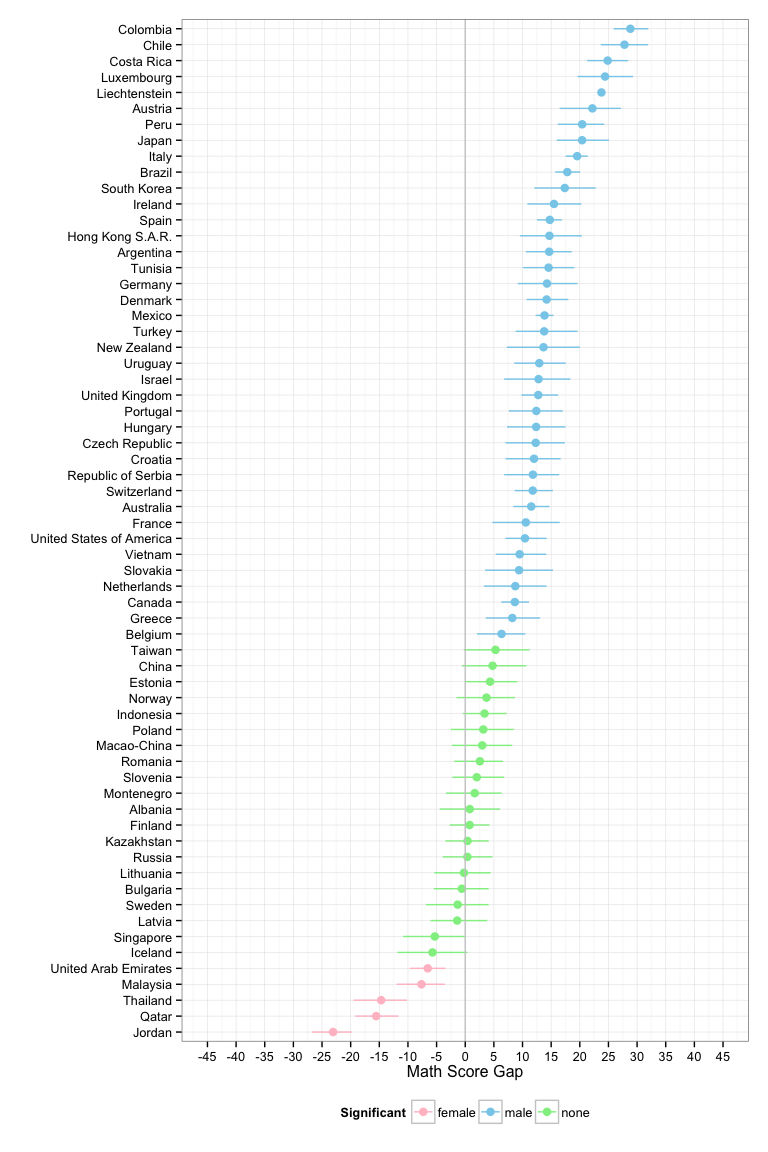 Colombia
Chile
Costa Rica
Luxembourg
Liechtenstein
Austria
Peru
Japan
Italy
Brazil
South Korea
Ireland
Spain
Hong Kong S.A.R.
Argentina
Tunisia
Germany
Denmark
Mexico
Turkey
New Zealand
Uruguay
Israel
United Kingdom
Portugal
Hungary
Czech Republic
Croatia
Republic of Serbia
Switzerland
Australia
France
United States of America
Vietnam
Slovakia
Netherlands
Canada
Greece
Belgium
Taiwan
China
Estonia
Norway
Indonesia
Poland
Macao-China
Romania
Slovenia
Montenegro
Albania
Finland
Kazakhstan
Russia
Lithuania
Bulgaria
Sweden
Latvia
Singapore
Iceland
United Arab Emirates
Malaysia
Thailand
Qatar
Jordan
-45 -40 -35 -30 -25 -20 -15 -10 -5 0 5 10 15 20 25 30 35 40 45
Math Score Gap
Significant female male none